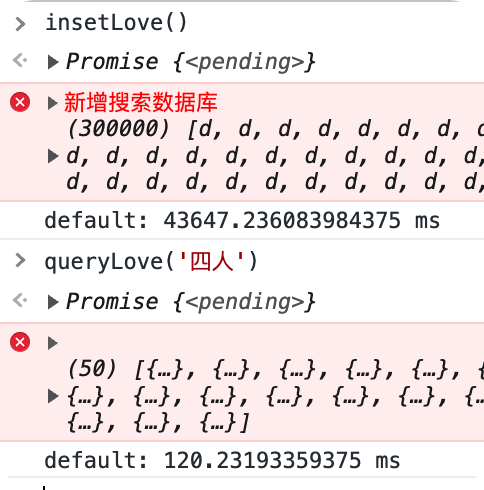 insetLove()
Promise {<pending>}
新增搜索数据库
(300000) [d, d, d, d, d, d, d, d
d, d, d, d, d, d, d, d, d, d, d,
d, d, d, d, d, d, d, d, d, d, d,
default: 43647.236083984375 ms
queryLove('四人')
Promise {<pending>}
(50) [{…}, {…}, {…}, {…}, {…}, {
{…}, {…}, {…}, {…}, {…}, {…}, {…
{…}, {…}, {…}]
default: 120.23193359375 ms